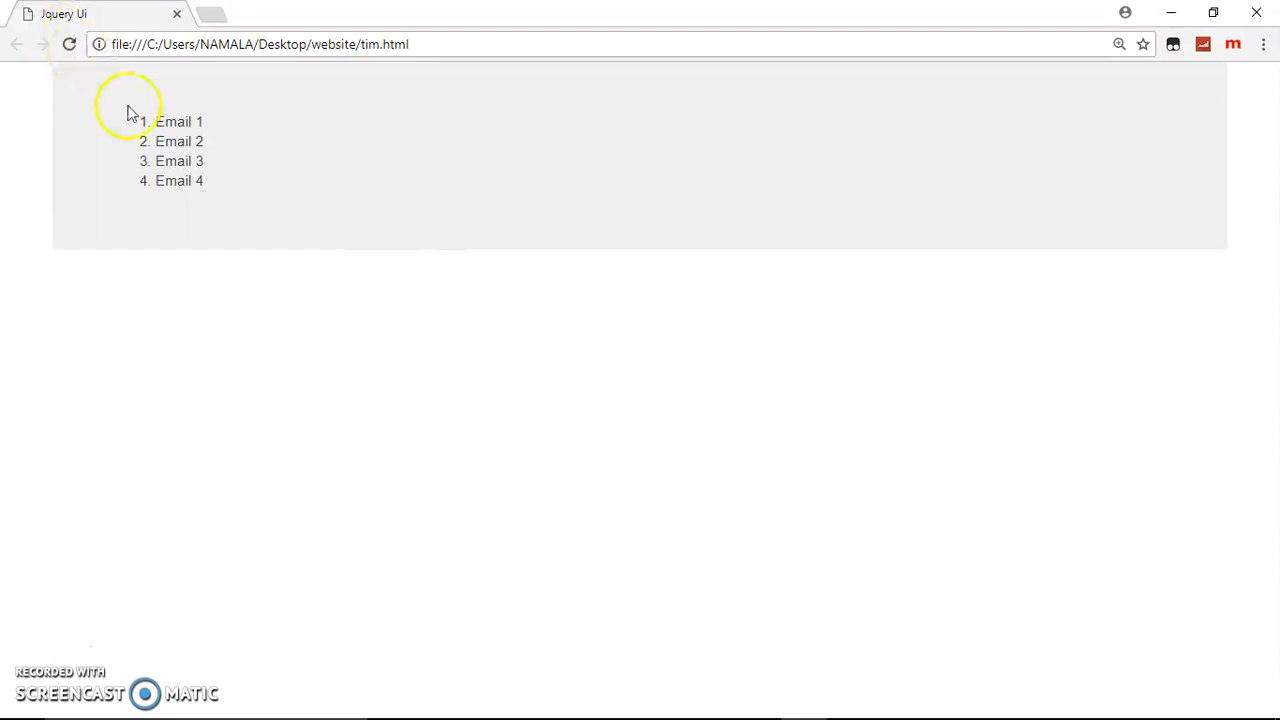 Jquery Ui
file:///C:/Users/NAMALA/Desktop/website/tim.html
m
1. Email 1
2. Email 2
3. Email 3
4. Email 4
RECORDED WITH
SCREENCAST MATIC